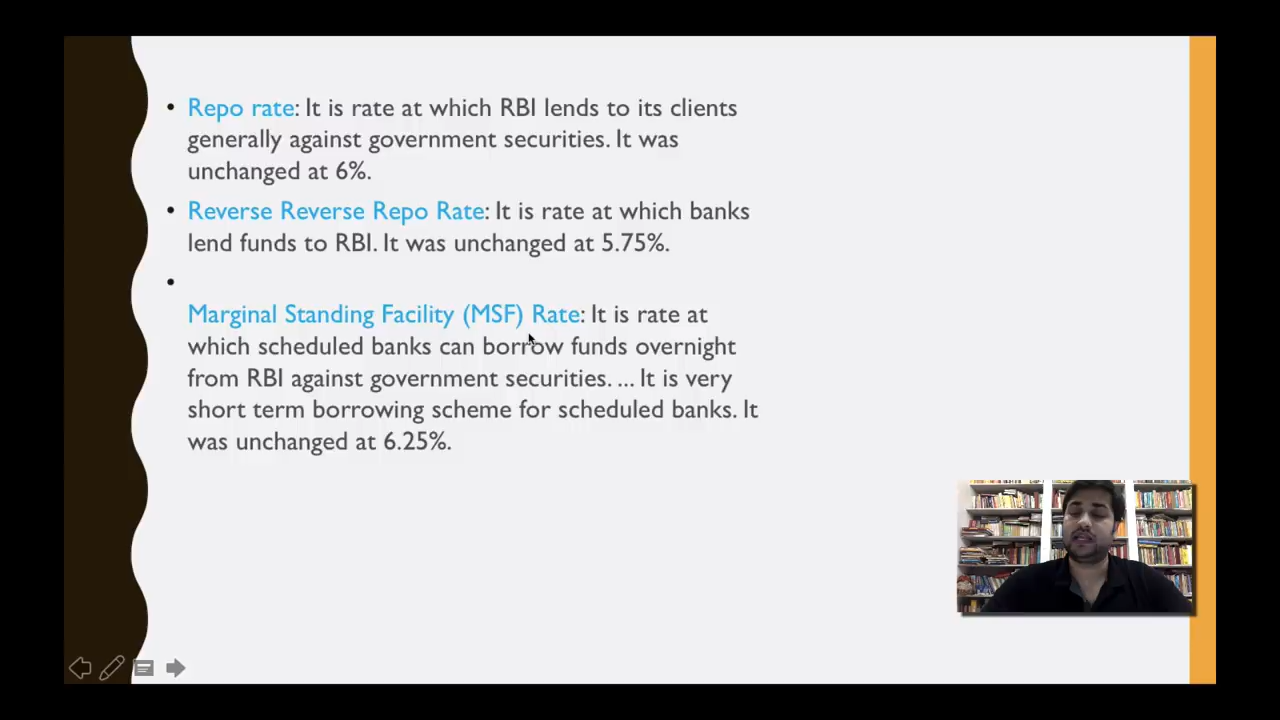 • Repo rate: It is rate at which RBI lends to its clients
generally against government securities. It was
unchanged at 6%.
• Reverse Reverse Repo Rate: It is rate at which banks
lend funds to RBI. It was unchanged at 5.75%.
•
Marginal Standing Facility (MSF) Rate: It is rate at
which scheduled banks can borrow funds overnight
from RBI against government securities. ... It is very
short term borrowing scheme for scheduled banks. It
was unchanged at 6.25%.